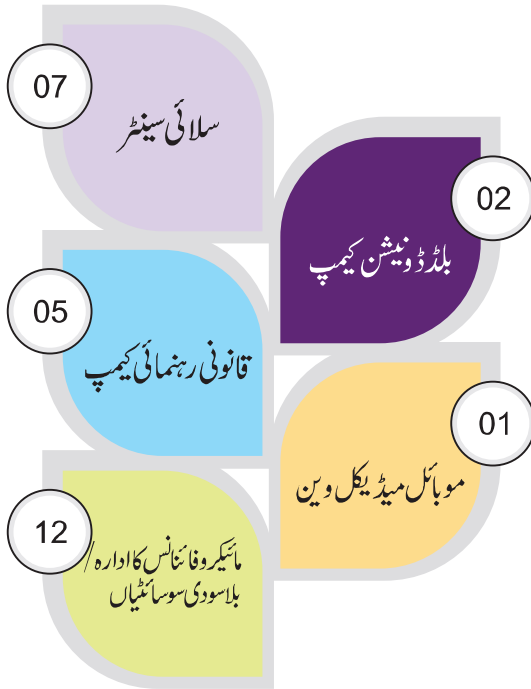 07
سلائی سینٹر
02
بلڈ ڈونیشن کیمپ
05
قانونی رہنمائی کیمپ
01
موبائل میڈیکل وین
12
مائیکروفائنانس کا ادارہ /
بلاسودی سوسائٹیاں